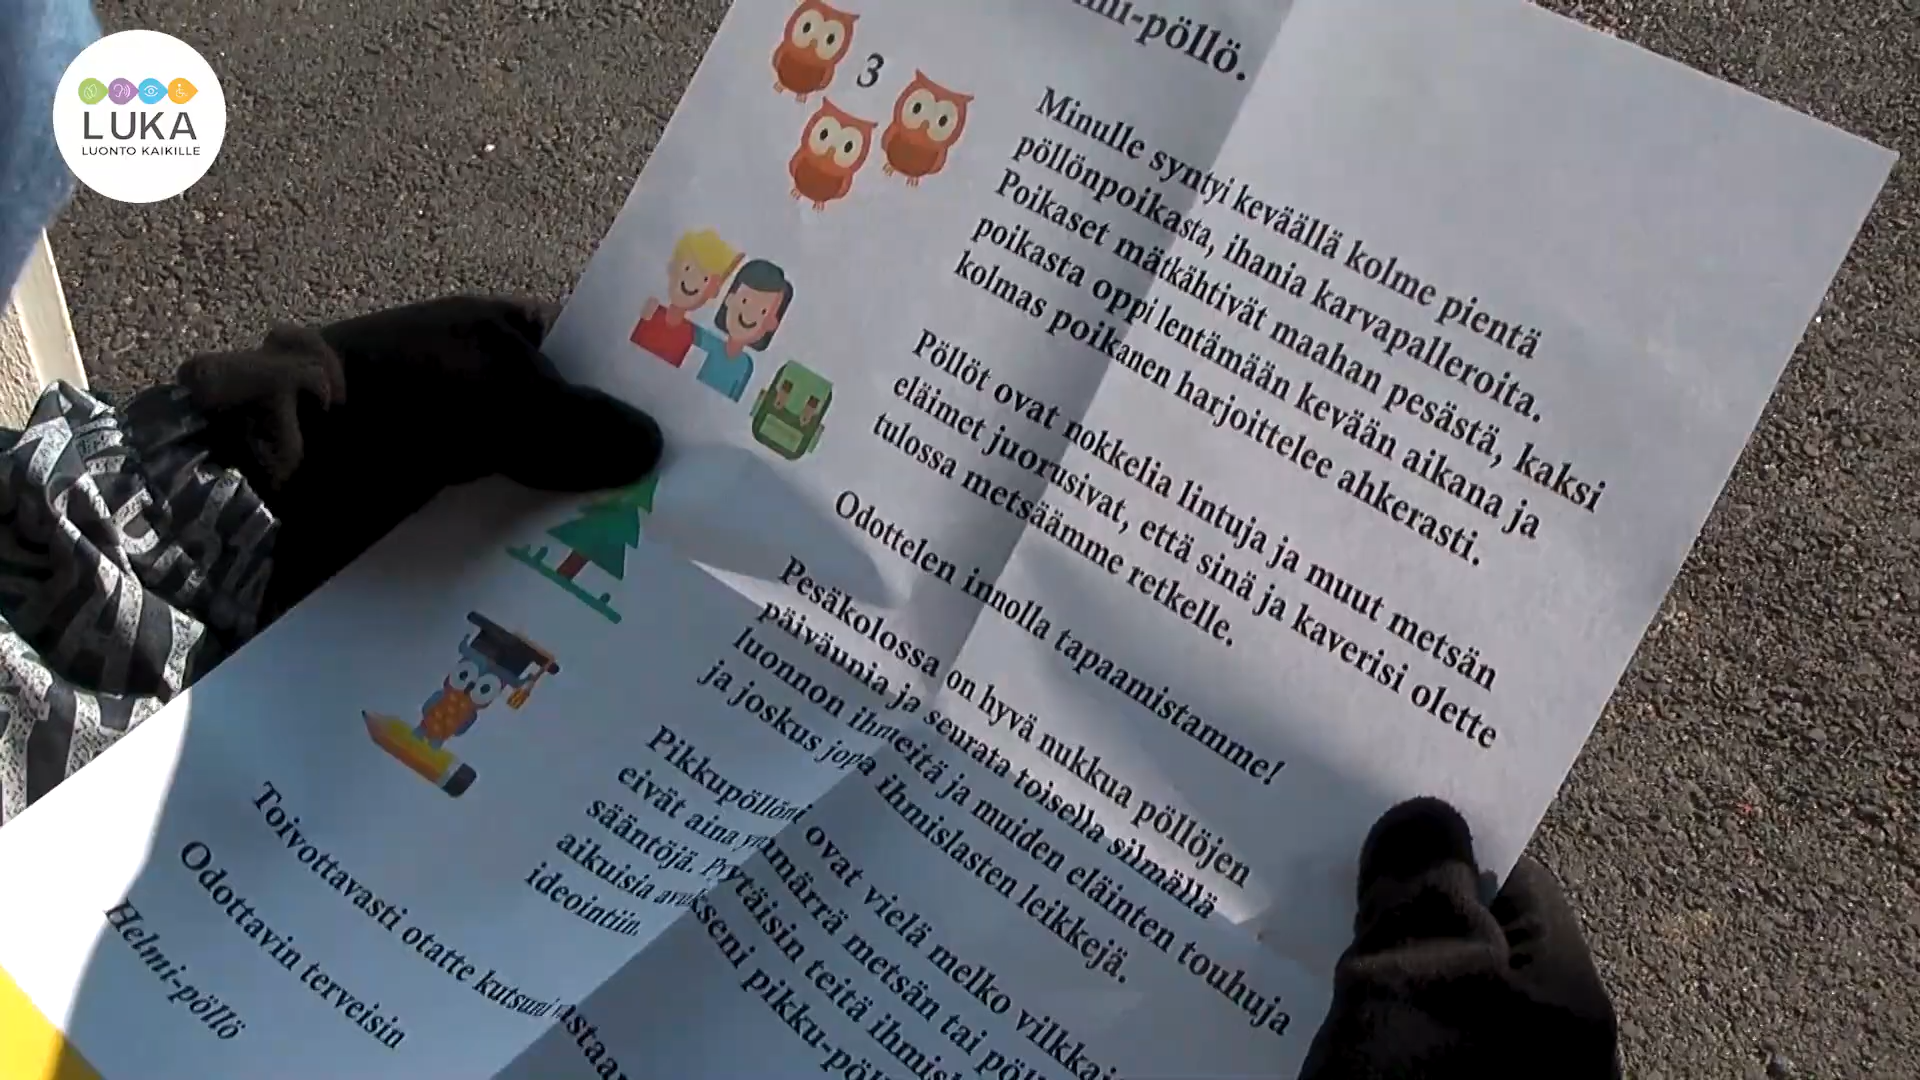 LUKA
LUONTO KAIKILLE
-pöllö.
3
Minulle syntyi keväällä kolme pientä
pöllönpoikasta, ihania karvapalleroita.
Poikaset mätkähtivät maahan pesästä, kaksi
poikasta oppi lentämään kevään aikana ja
kolmas poikanen harjoittelee ahkerasti.
Pöllöt ovat nokkelia lintuja ja muut metsän
eläimet juorusivat, että sinä ja kaverisi olette
tulossa metsäämme retkelle.
Odottelen innolla tapaamistamme!
Pesäkolossa on hyvä nukkua pöllöjen
päiväunia ja seurata toisella silmällä
luonnon ihmeitä ja muiden eläinten touhuja
ja joskus jopa ihmislasten leikkejä.
Pikkupöllöni ovat vielä melko
eivät aina ymmärrä metsän tai
sääntöjä. Pyytäisin teitä
aikuisia avukseni
ideointiin.
Toivottavasti otatte kutsuni
Odottavin terveisin
Helmi-pöllö